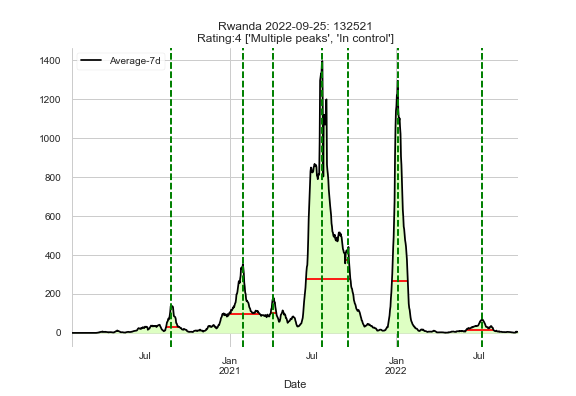 Rwanda 2022-09-25: 132521
Rating:4 ['Multiple peaks', 'In control']
Average-7d
1400
1200
1000
800
600
400
200
0
Jul
Jan
2021
Jul
Jan
2022
Jul
Date